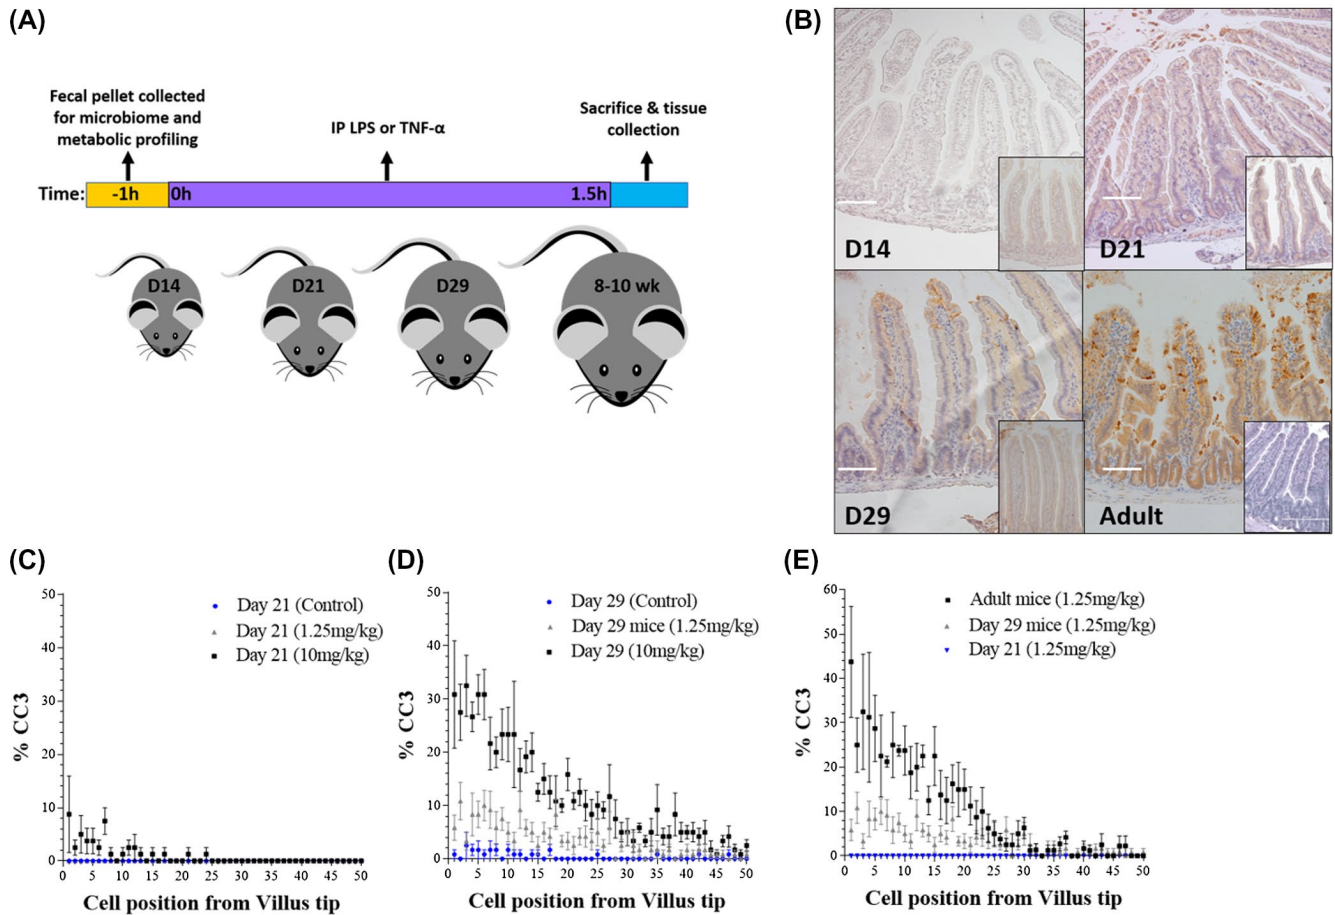 (A)
Fecal pellet collected
for microbiome and
metabolic profiling
IP LPS or TNF-α
Sacrifice & tissue
collection
Time:
-1h
0h
1.5h
D14
D21
D29
8-10 wk
(B)
D14
D21
D29
Adult
(C)
50
40
30
20
10
0
% CC3
Day 21 (Control)
Day 21 (1.25mg/kg)
Day 21 (10mg/kg)
0 5 10 15 20 25 30 35 40 45 50
Cell position from Villus tip
(D)
50
40
30
20
10
0
% CC3
Day 29 (Control)
Day 29 mice (1.25mg/kg)
Day 29 (10mg/kg)
0 5 10 15 20 25 30 35 40 45 50
Cell position from Villus tip
(E)
60
50
40
30
20
10
0
% CC3
Adult mice (1.25mg/kg)
Day 29 mice (1.25mg/kg)
Day 21 (1.25mg/kg)
0 5 10 15 20 25 30 35 40 45 50
Cell position from Villus tip